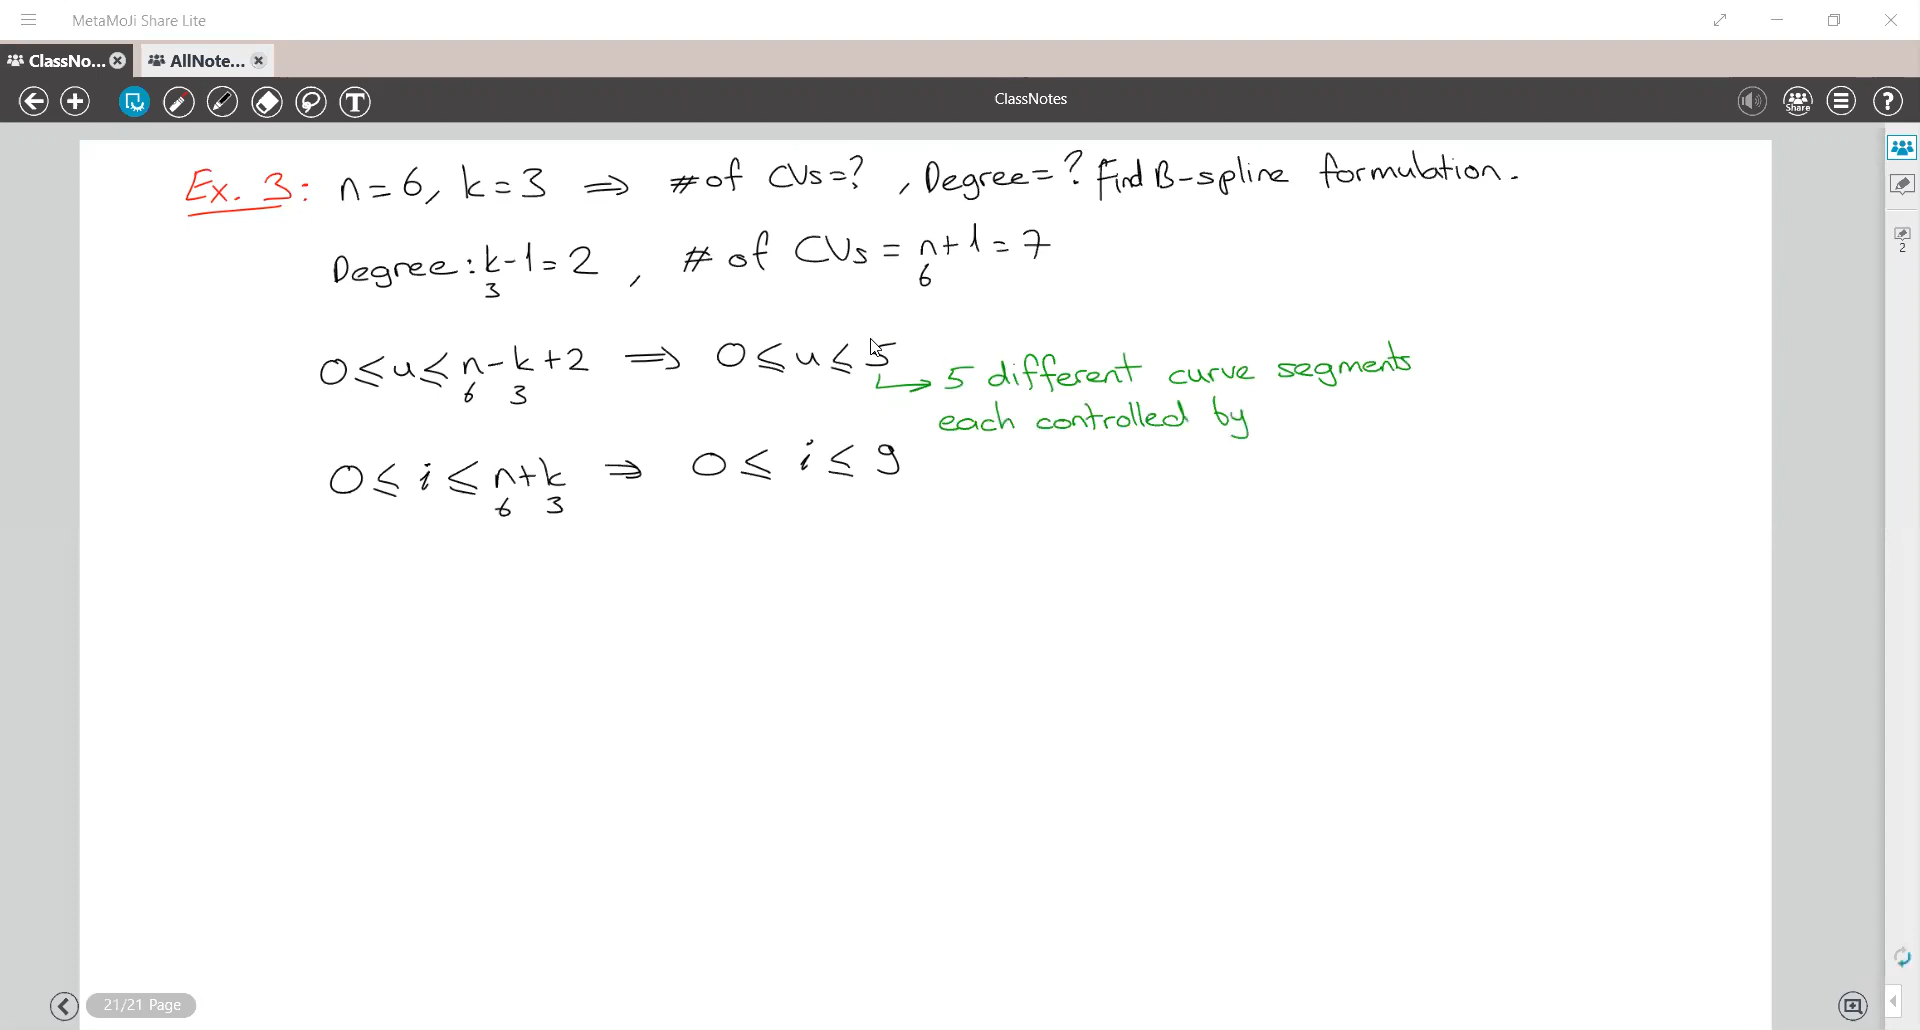 MetaMoJi Share Lite
ClassNo... AllNote...
ClassNotes
Share
Ex. 3: n = 6, k = 3 ⇒ # of CVs = ? , Degree = ? Find B-spline formulation.
Degree : k - 1 = 2 , # of CVs = n + 1 = 7
3 6
0 ≤ u ≤ n - k + 2 ⇒ 0 ≤ u ≤ 5
6 3
5 different curve segments
each controlled by
0 ≤ i ≤ n + k ⇒ 0 ≤ i ≤ 9
6 3
2
21/21 Page